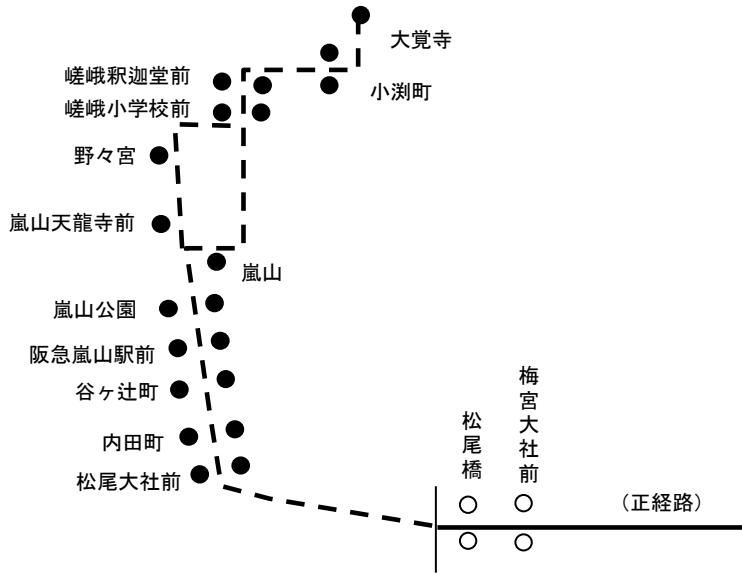 大覚寺
嵯峨釈迦堂前
小渕町
嵯峨小学校前
野々宮
嵐山天龍寺前
嵐山
嵐山公園
阪急嵐山駅前
谷ヶ辻町
内田町
松尾大社前
松尾橋
梅宮大社前
（正経路）